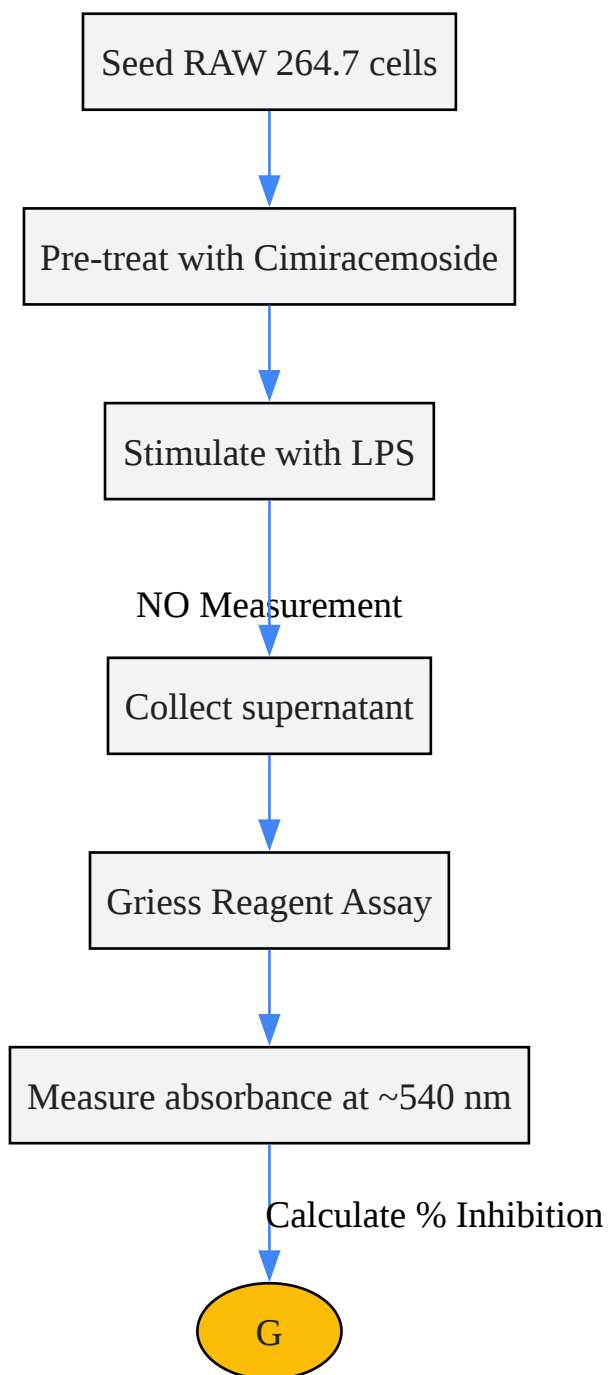 Seed RAW 264.7 cells
Pre-treat with Cimiracemoside
Stimulate with LPS
NO Measurement
Collect supernatant
Griess Reagent Assay
Measure absorbance at ~540 nm
Calculate % Inhibition
G